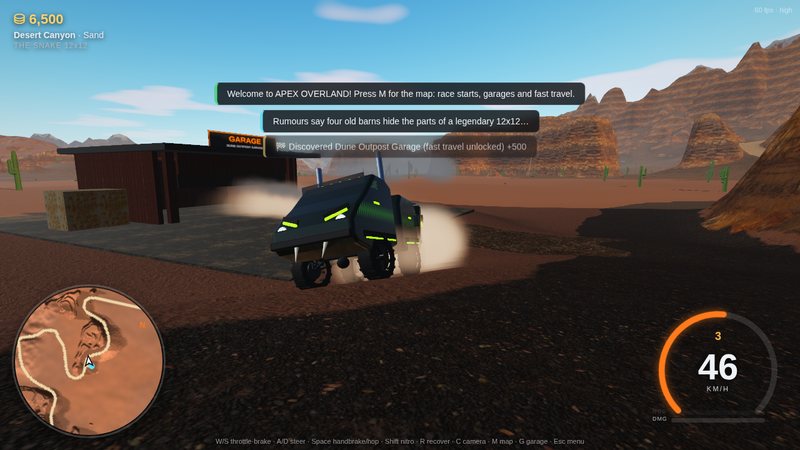 6,500
Desert Canyon · Sand
THE SNAKE 12x12
60 fps · high
Welcome to APEX OVERLAND! Press M for the map: race starts, garages and fast travel.
Rumours say four old barns hide the parts of a legendary 12x12…
Discovered Dune Outpost Garage (fast travel unlocked) +500
GARAGE
DUNE OUTPOST GARAGE
N
3
46
KM/H
DMG
W/S throttle·brake · A/D steer · Space handbrake/hop · Shift nitro · R recover · C camera · M map · G garage · Esc menu